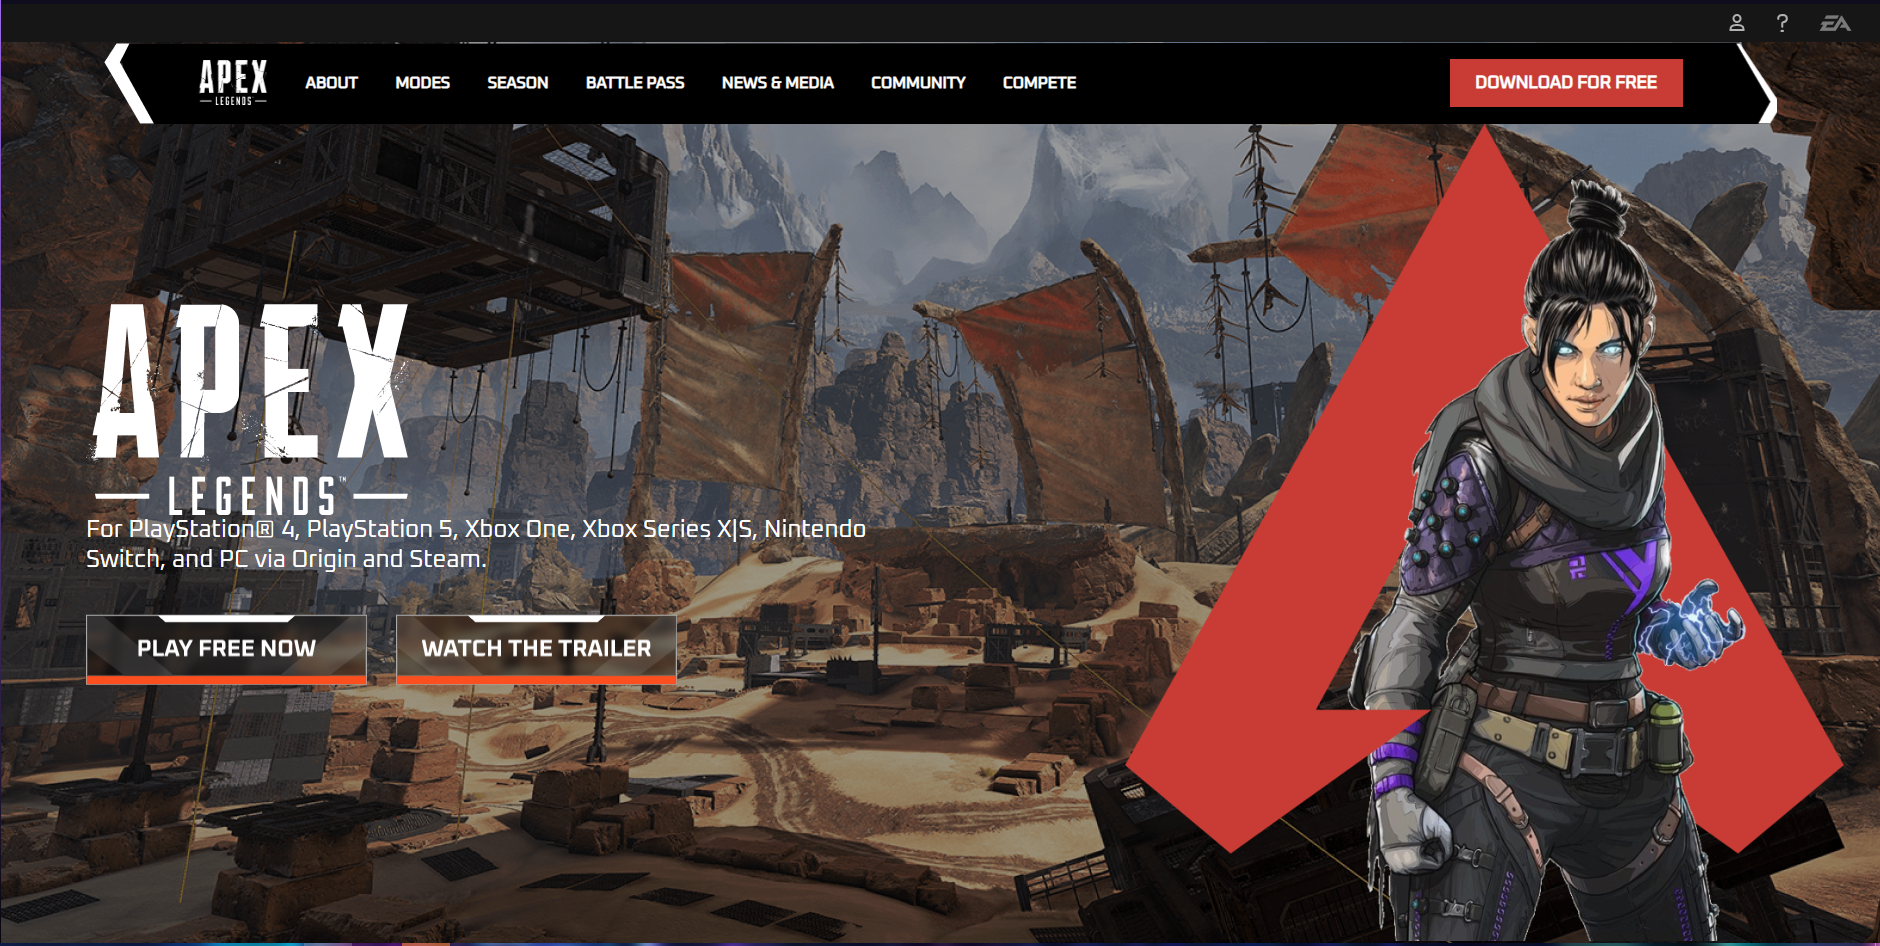 ? EA
APEX
LEGENDS
ABOUT MODES SEASON BATTLE PASS NEWS & MEDIA COMMUNITY COMPETE DOWNLOAD FOR FREE
APEX
LEGENDS™
For PlayStation® 4, PlayStation 5, Xbox One, Xbox Series X|S, Nintendo
Switch, and PC via Origin and Steam.
PLAY FREE NOW WATCH THE TRAILER